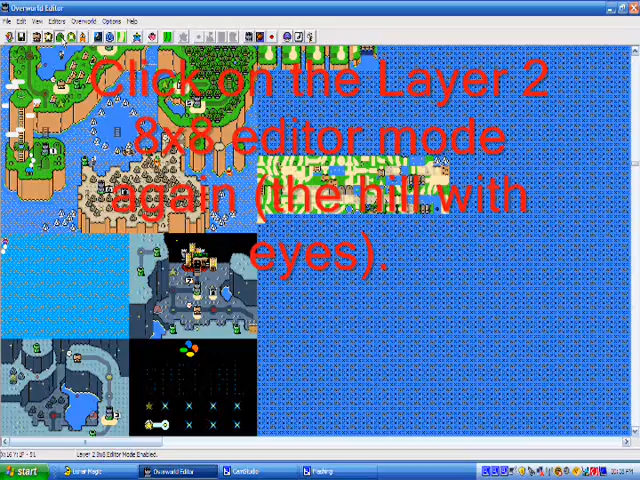 Overworld Editor
File Edit View Editors Overworld Options Help
Click on the Layer 2
8x8 editor mode
again (the hill with
eyes).
Layer 2 8x8 Editor Mode Enabled.
start Lunar Magic Overworld Editor CamStudio